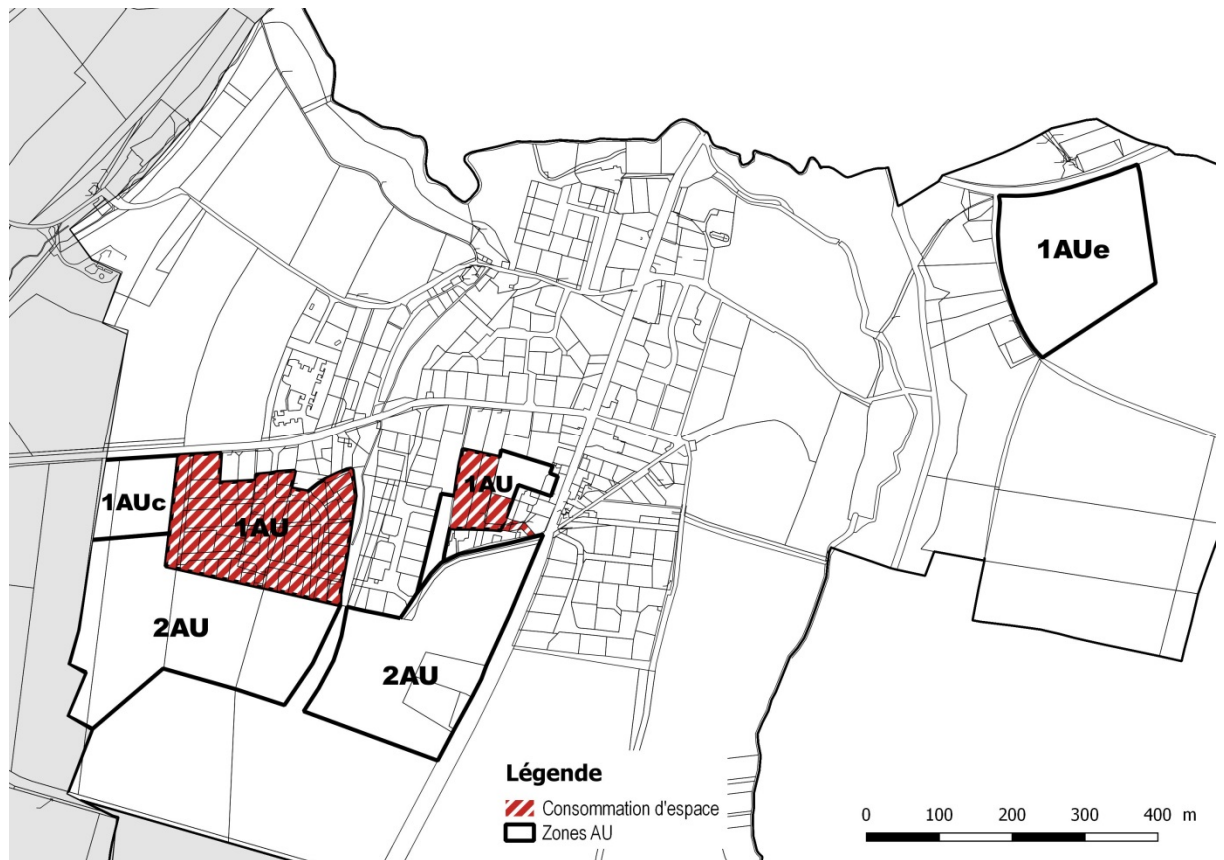 1AUe
1AUc
1AU
1AU
2AU
2AU
Légende
Consommation d'espace
Zones AU
0 100 200 300 400 m